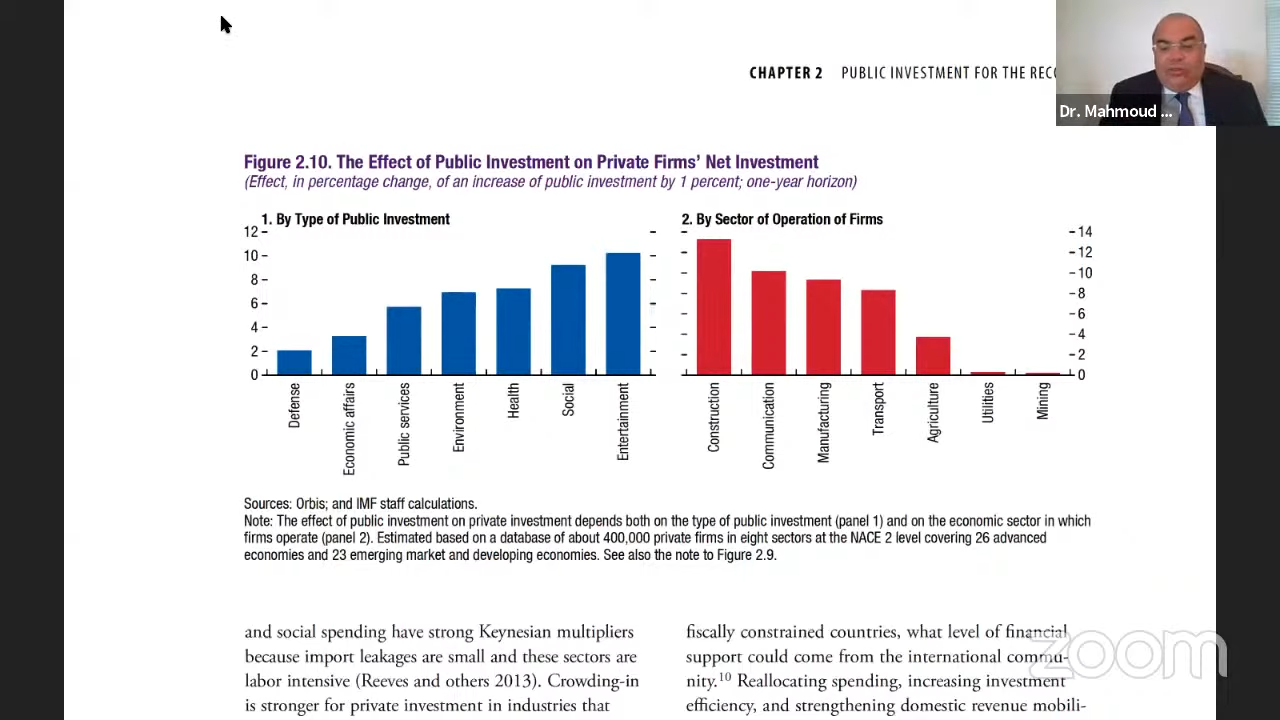 CHAPTER 2 PUBLIC INVESTMENT FOR THE RECO
Dr. Mahmoud ...
Figure 2.10. The Effect of Public Investment on Private Firms’ Net Investment
(Effect, in percentage change, of an increase of public investment by 1 percent; one-year horizon)
1. By Type of Public Investment
12
10
8
6
4
2
0
Defense
Economic affairs
Public services
Environment
Health
Social
Entertainment
2. By Sector of Operation of Firms
14
12
10
8
6
4
2
0
Construction
Communication
Manufacturing
Transport
Agriculture
Utilities
Mining
Sources: Orbis; and IMF staff calculations.
Note: The effect of public investment on private investment depends both on the type of public investment (panel 1) and on the economic sector in which
firms operate (panel 2). Estimated based on a database of about 400,000 private firms in eight sectors at the NACE 2 level covering 26 advanced
economies and 23 emerging market and developing economies. See also the note to Figure 2.9.
and social spending have strong Keynesian multipliers
because import leakages are small and these sectors are
labor intensive (Reeves and others 2013). Crowding-in
is stronger for private investment in industries that
fiscally constrained countries, what level of financial
support could come from the international commu-
nity.10 Reallocating spending, increasing investment
efficiency, and strengthening domestic revenue mobili-
zoom